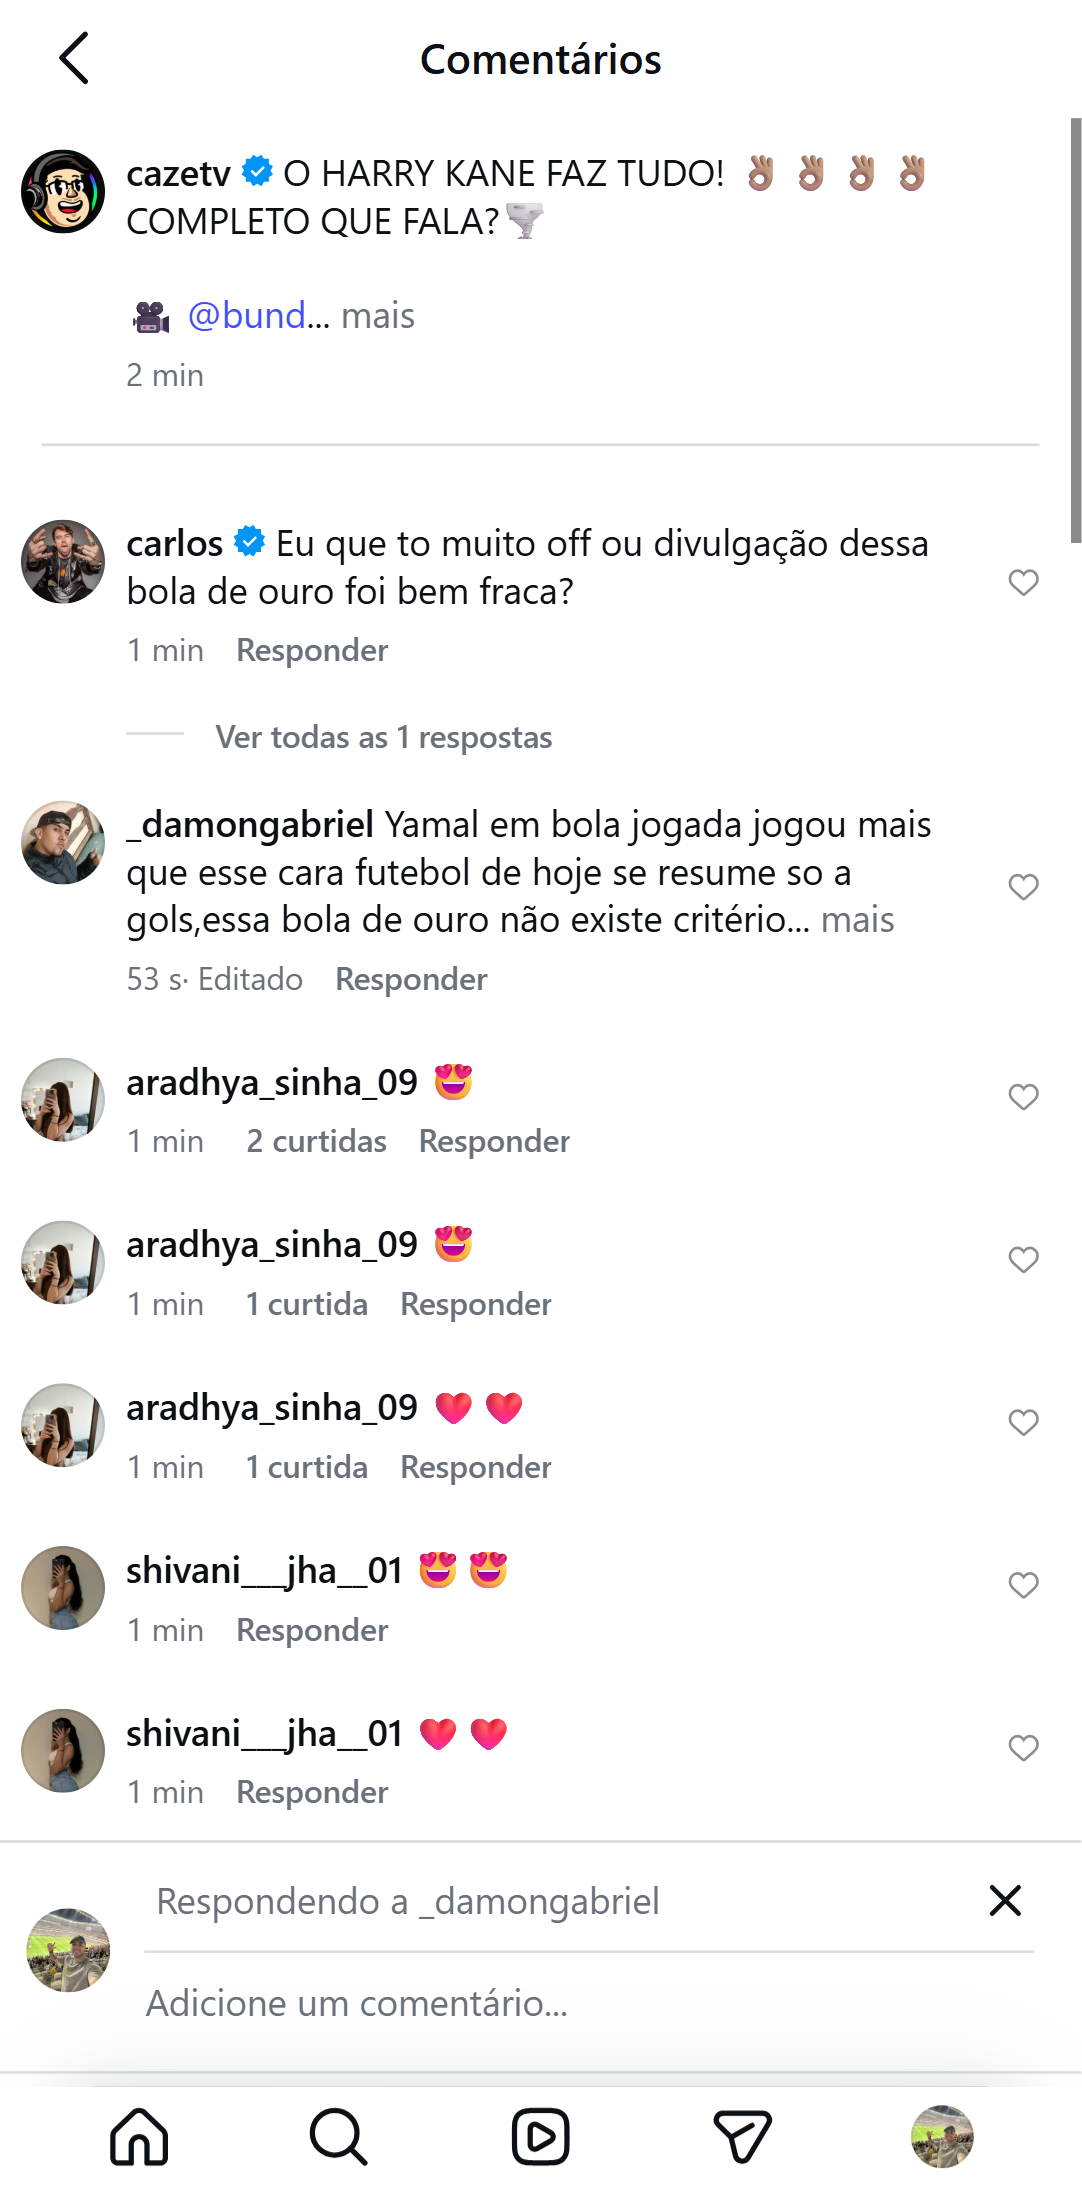 Comentários
cazetv O HARRY KANE FAZ TUDO! 👌🏽 👌🏽 👌🏽 👌🏽
COMPLETO QUE FALA?🌪️
🎥 @bund... mais
2 min
carlos Eu que to muito off ou divulgação dessa
bola de ouro foi bem fraca?
1 min Responder
Ver todas as 1 respostas
_damongabriel Yamal em bola jogada jogou mais
que esse cara futebol de hoje se resume so a
gols,essa bola de ouro não existe critério... mais
53 s· Editado Responder
aradhya_sinha_09 😍
1 min 2 curtidas Responder
aradhya_sinha_09 😍
1 min 1 curtida Responder
aradhya_sinha_09 ❤️ ❤️
1 min 1 curtida Responder
shivani___jha__01 😍 😍
1 min Responder
shivani___jha__01 ❤️ ❤️
1 min Responder
Respondendo a _damongabriel
Adicione um comentário...